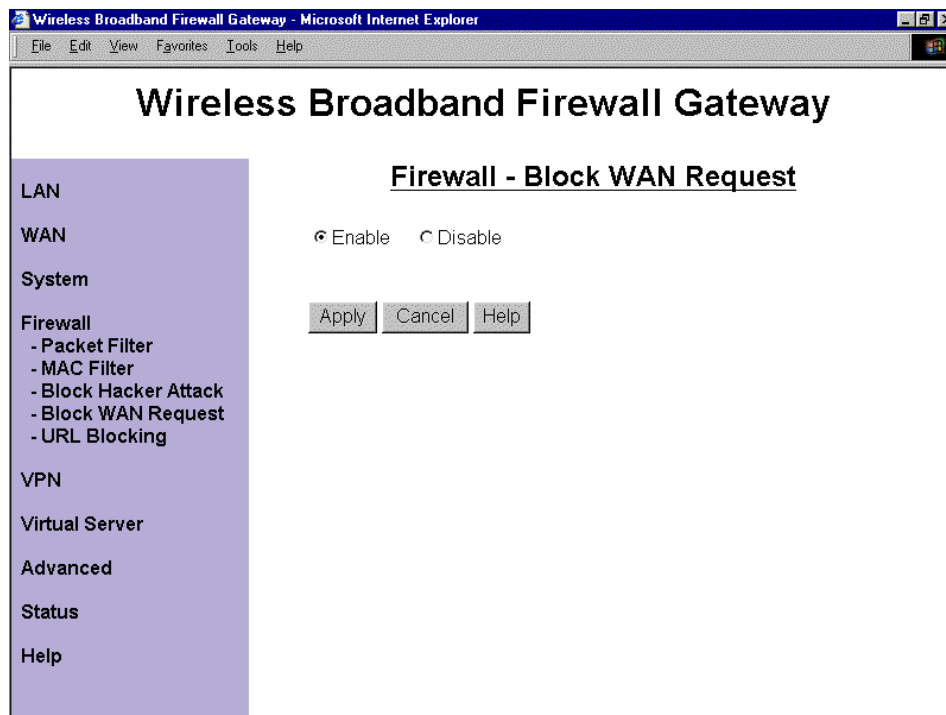 Wireless Broadband Firewall Gateway - Microsoft Internet Explorer
File Edit View Favorites Tools Help
Wireless Broadband Firewall Gateway
LAN
WAN
System
Firewall
- Packet Filter
- MAC Filter
- Block Hacker Attack
- Block WAN Request
- URL Blocking
VPN
Virtual Server
Advanced
Status
Help
Firewall - Block WAN Request
Enable Disable
Apply Cancel Help